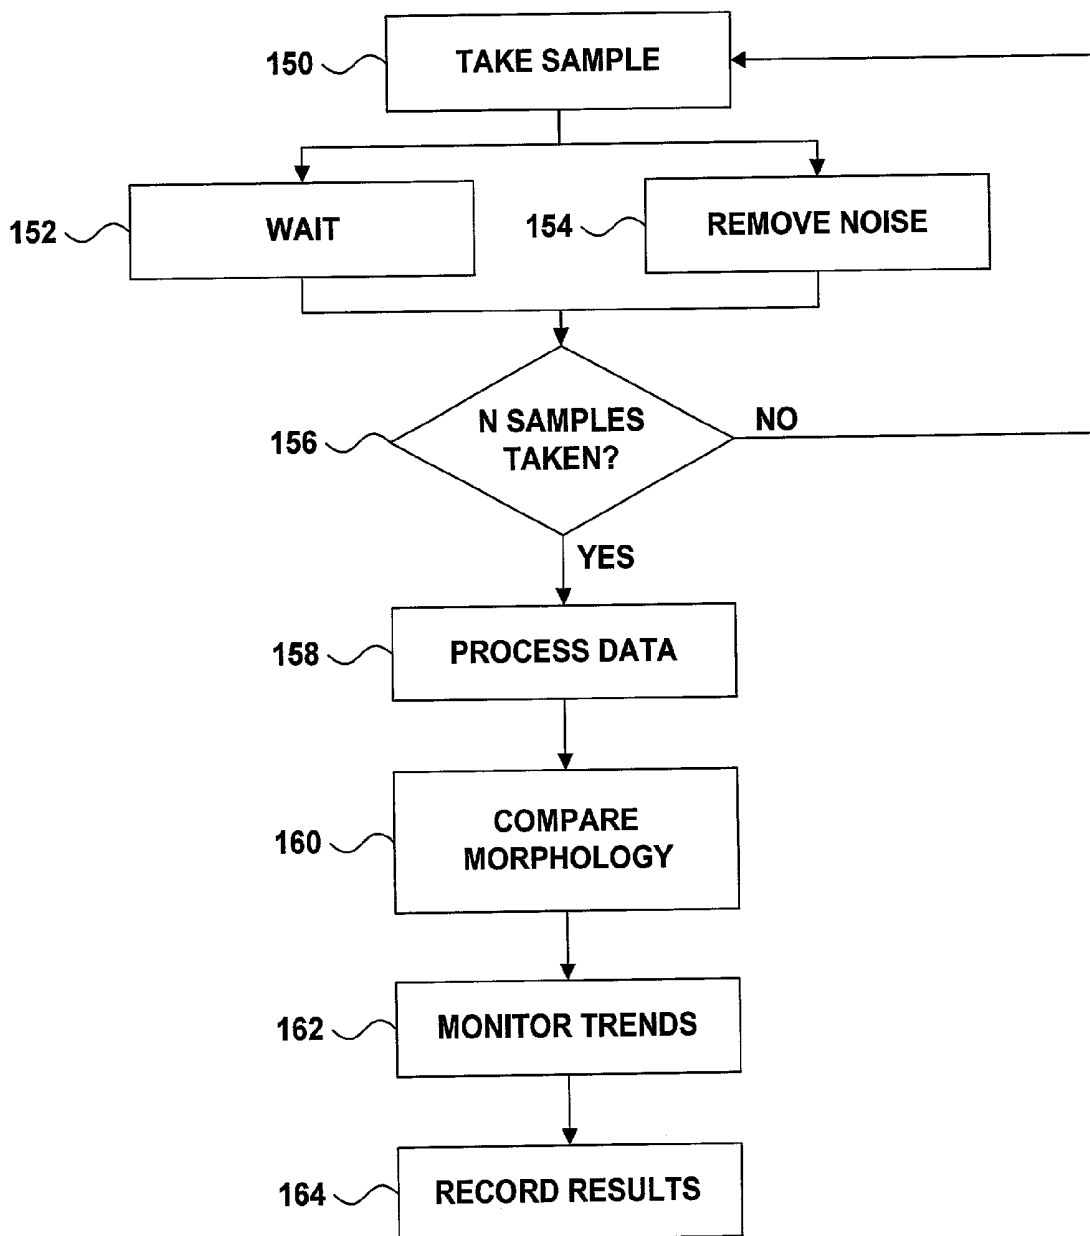 150 TAKE SAMPLE
152 WAIT
154 REMOVE NOISE
156 N SAMPLES
TAKEN?
NO
YES
158 PROCESS DATA
160 COMPARE
MORPHOLOGY
162 MONITOR TRENDS
164 RECORD RESULTS